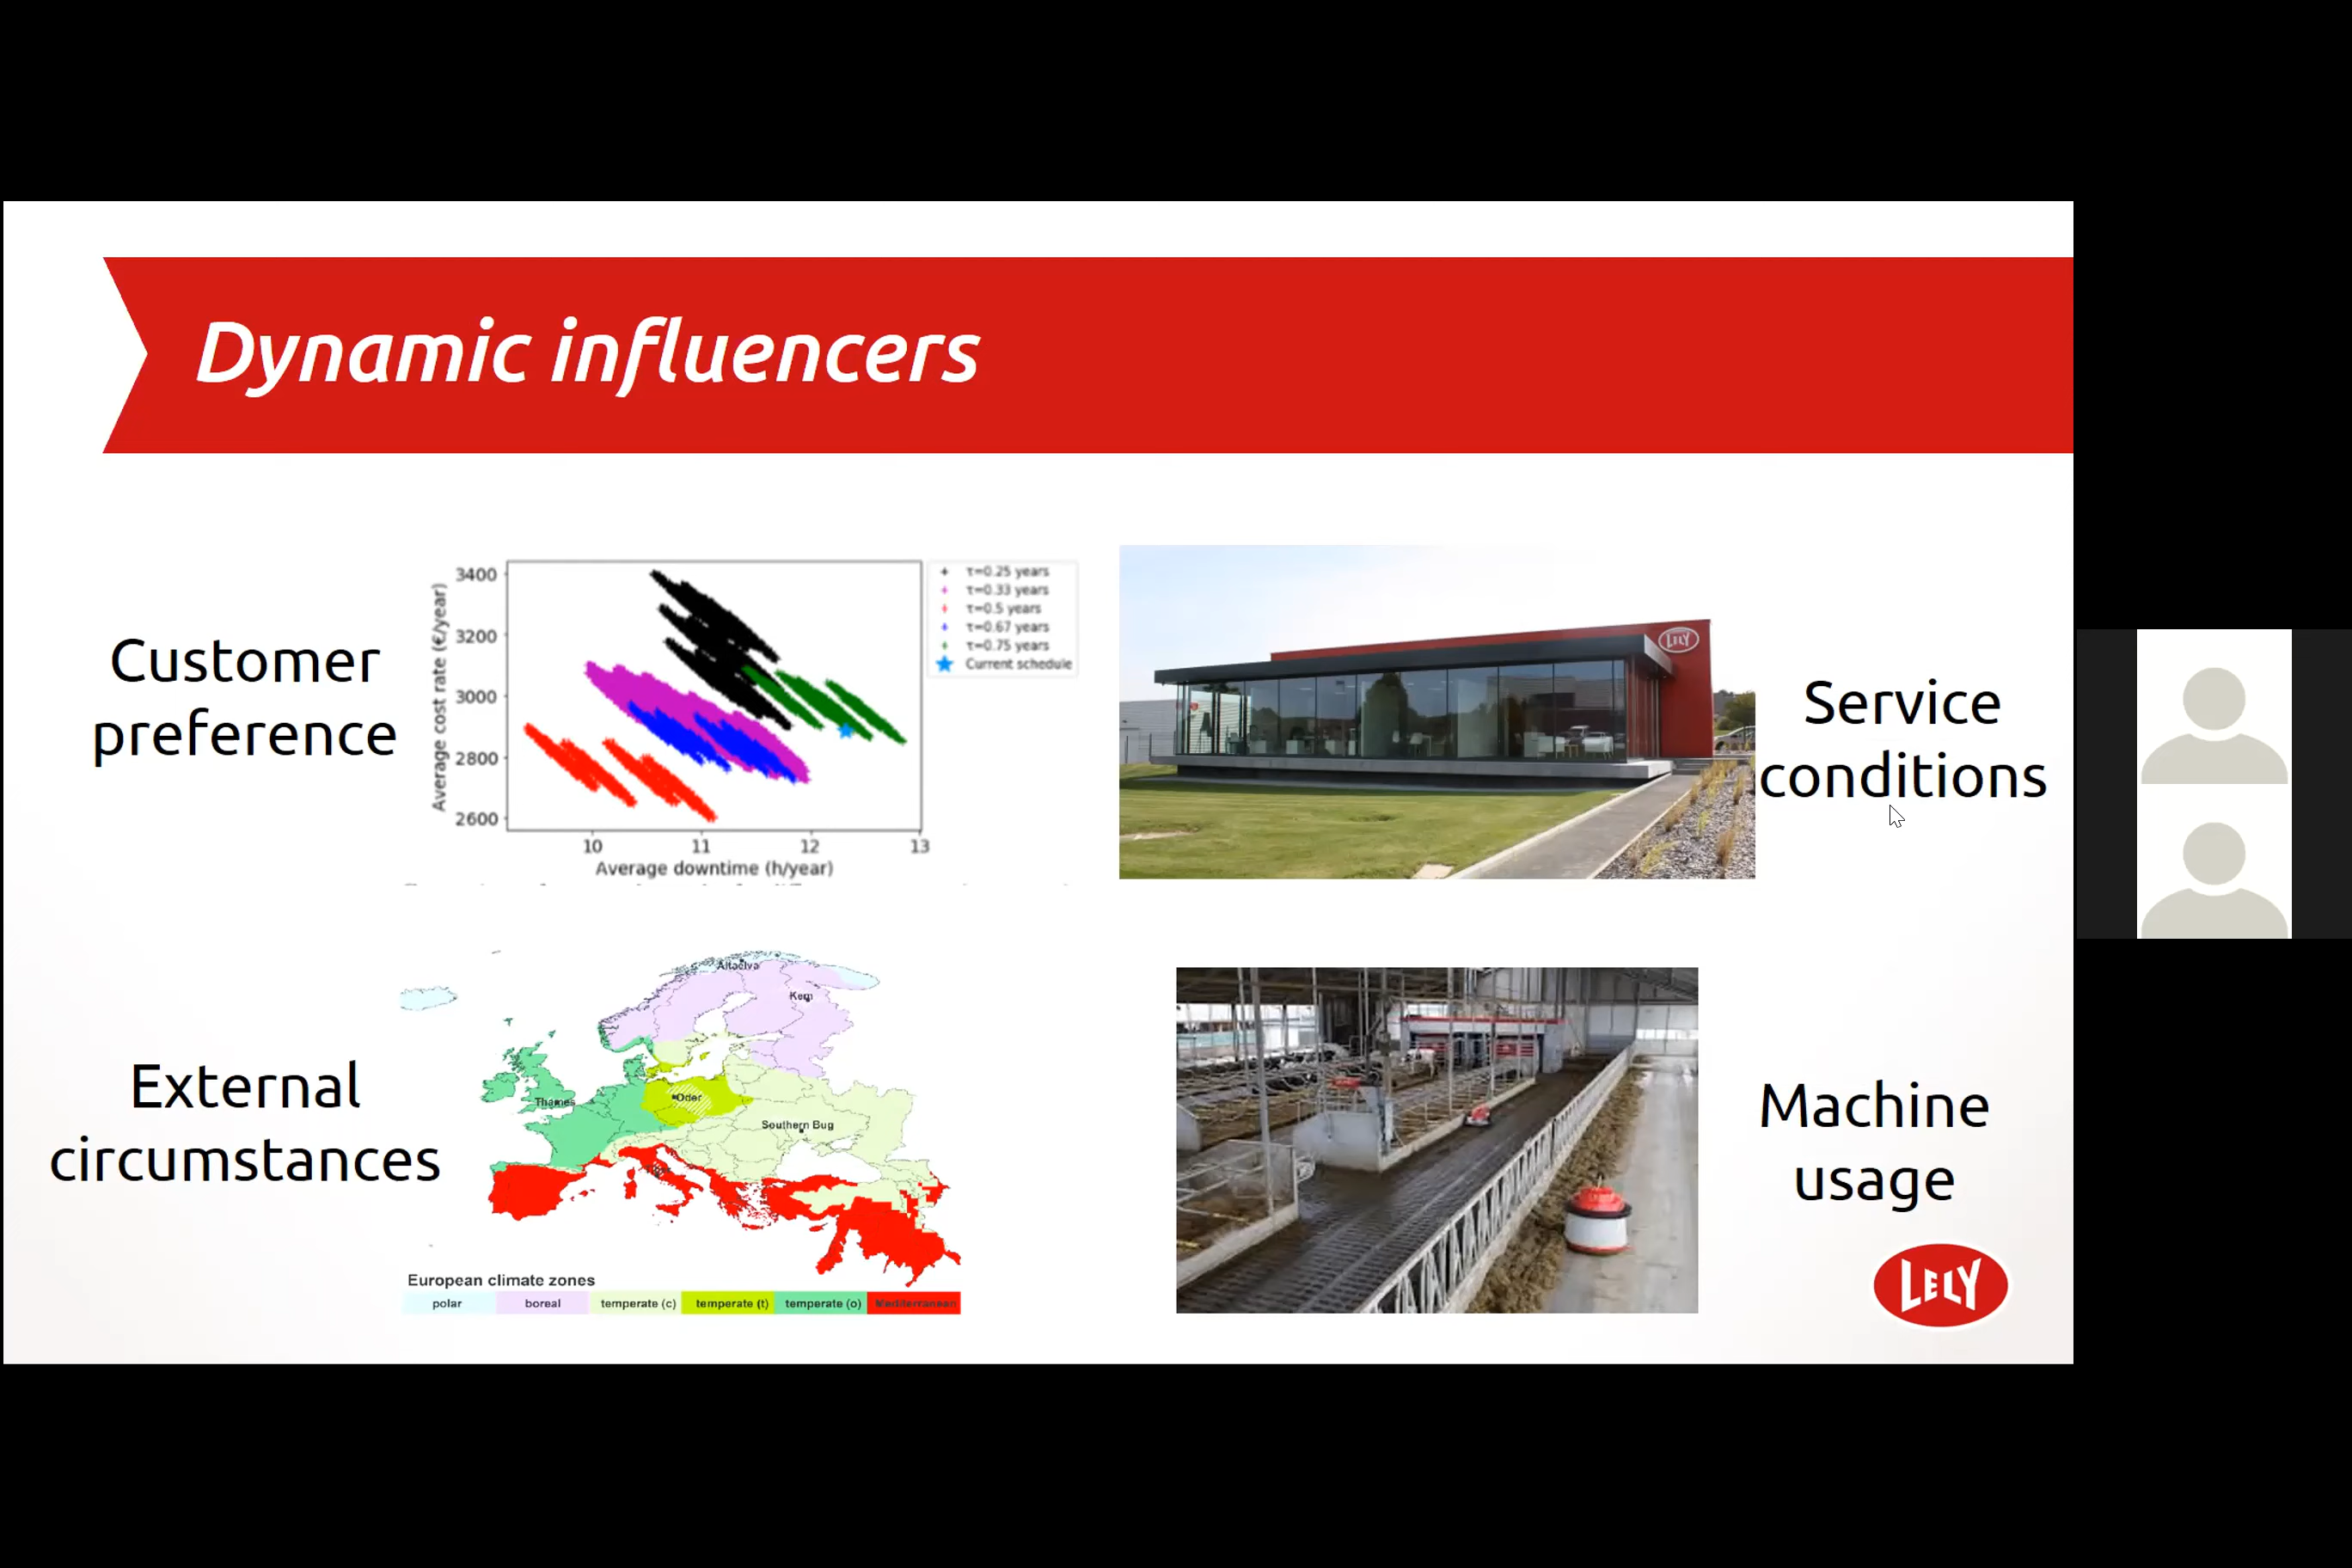 Dynamic influencers
Customer
preference
3400
3200
3000
2800
2600
Average cost rate (€/year)
10 11 12 13
Average downtime (h/year)
τ=0.25 years
τ=0.33 years
τ=0.5 years
τ=0.67 years
τ=0.75 years
Current schedule
LELY
Service
conditions
External
circumstances
Kem
Thames
Oder
Southern Bug
European climate zones
polar boreal temperate (c) temperate (t) temperate (o) Mediterranean
Machine
usage
LELY